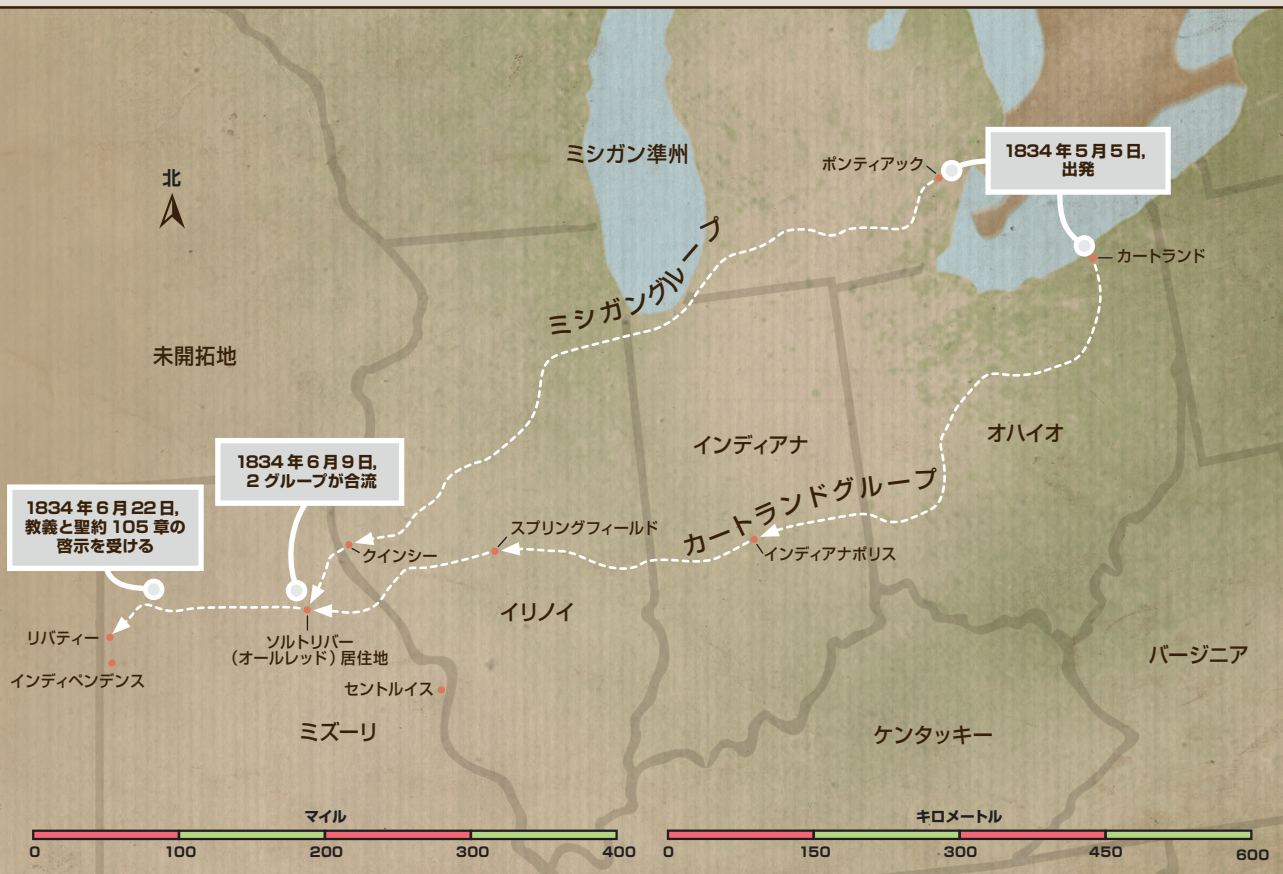 ミシガン準州
ポンティアック
1834年5月5日,
出発
北
カートランド
ミシガングループ
未開拓地
インディアナ
オハイオ
1834年6月9日,
2グループが合流
カートランドグループ
1834年6月22日,
教義と聖約105章の
啓示を受ける
スプリングフィールド
クインシー
インディアナポリス
イリノイ
リバティー
ソルトリバー
（オールレッド）居住地
インディペンデンス
セントルイス
バージニア
ミズーリ
ケンタッキー
マイル
0 100 200 300 400
キロメートル
0 150 300 450 600